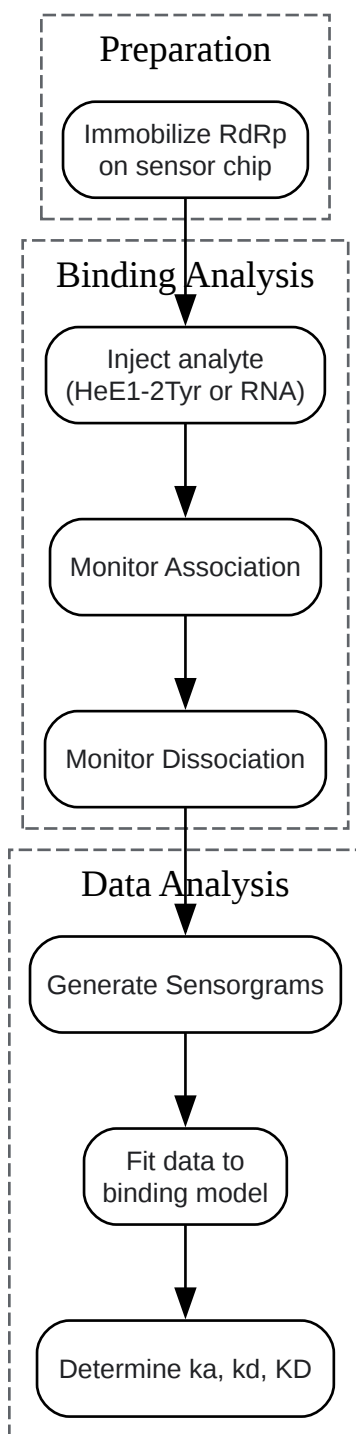 Preparation
Immobilize RdRp
on sensor chip
Binding Analysis
Inject analyte
(HeE1-2Tyr or RNA)
Monitor Association
Monitor Dissociation
Data Analysis
Generate Sensorgrams
Fit data to
binding model
Determine ka, kd, KD